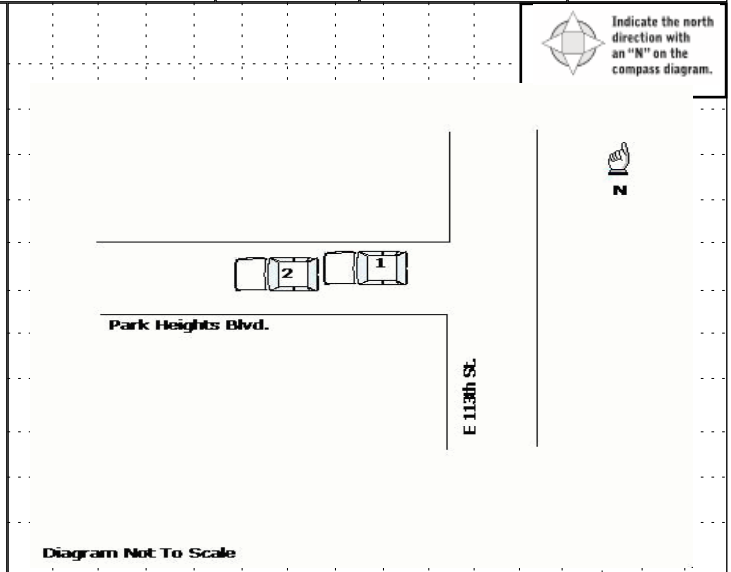 Indicate the north
direction with
an “N” on the
compass diagram.
N
2
1
Park Heights Blvd.
E 113th St.
Diagram Not To Scale